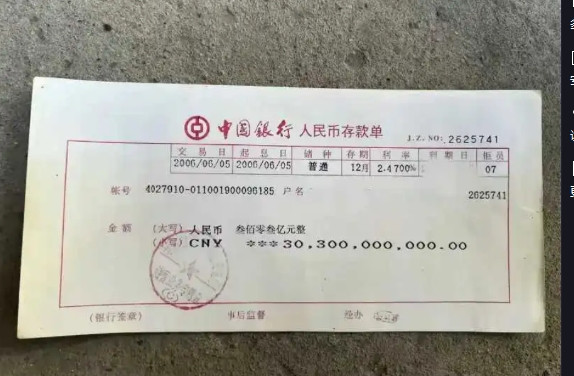 中国银行 人民币存款单 I.Z.NO: 2625741
交易日 起息日 储种 存期 利率 到期日 柜员
2006/06/05 2006/06/05 普通 12月 2.4700% 07
帐号 4027910-011001900096185 户名 2625741
金额 (大写) 人民币 叁佰零叁亿元整
(小写) CNY ***30,300,000,000.00
(银行签章) 事后监督 经办